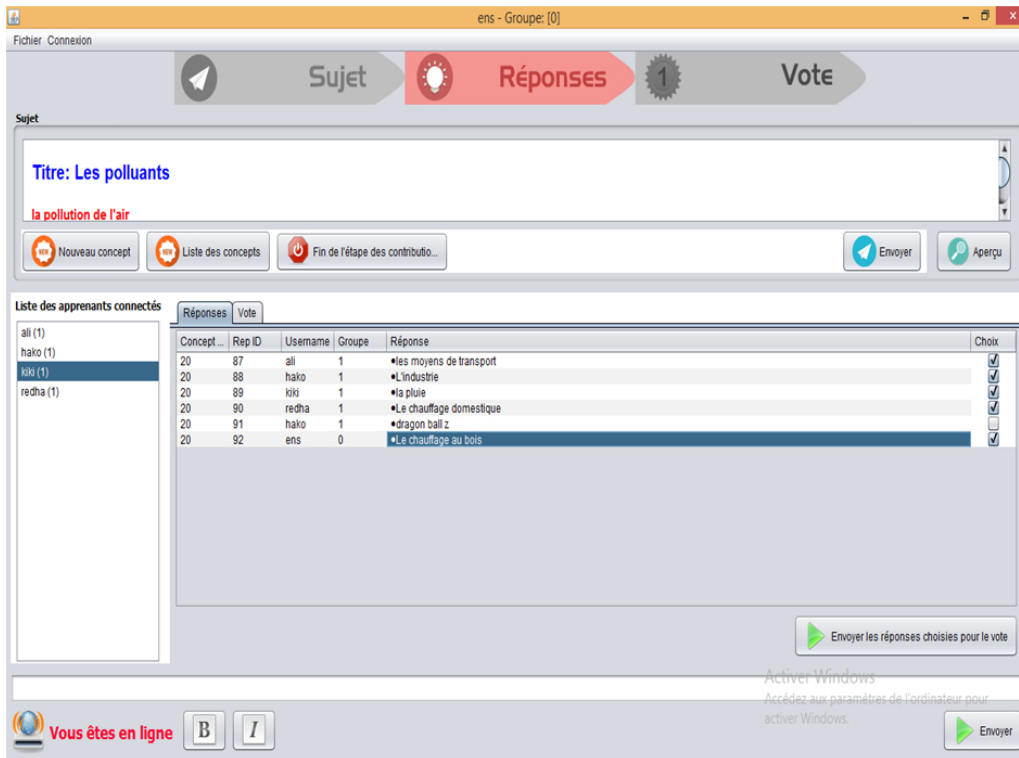 ens - Groupe: [0]
Fichier Connexion
Sujet Réponses 1 Vote
Sujet
Titre: Les polluants
la pollution de l'air
NEW Nouveau concept NEW Liste des concepts Fin de l'étape des contributio... Envoyer Aperçu
Liste des apprenants connectés
ali (1)
hako (1)
kiki (1)
redha (1)
Réponses Vote
Concept ... Rep ID Username Groupe Réponse Choix
20 87 ali 1 •les moyens de transport
20 88 hako 1 •L'industrie
20 89 kiki 1 •la pluie
20 90 redha 1 •Le chauffage domestique
20 91 hako 1 •dragon ball z
20 92 ens 0 •Le chauffage au bois
Envoyer les réponses choisies pour le vote
Activer Windows
Accédez aux paramètres de l'ordinateur pour
activer Windows.
Vous êtes en ligne B I Envoyer